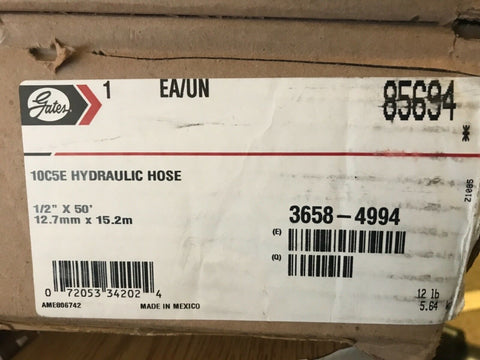 Gates
1 EA/UN 85694
10C5E HYDRAULIC HOSE
1/2" X 50'
12.7mm x 15.2m
3658-4994
(E)
(Q)
0 72053 34202 4
AME806742 MADE IN MEXICO
12 lb
5.64
Z1085